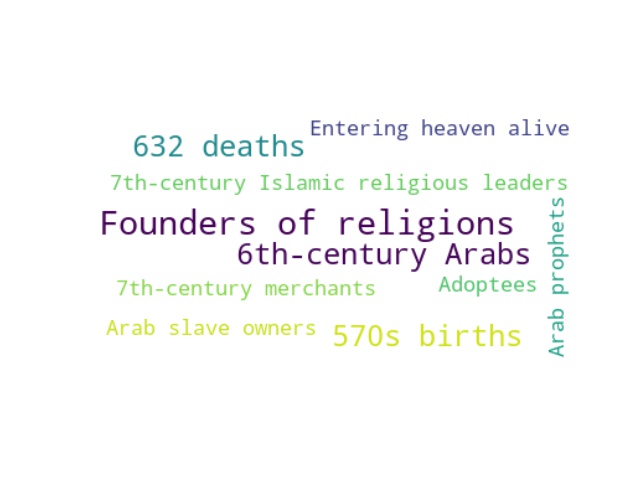 Entering heaven alive
632 deaths
7th-century Islamic religious leaders
Founders of religions
6th-century Arabs
7th-century merchants
Adoptees
Arab prophets
Arab slave owners
570s births